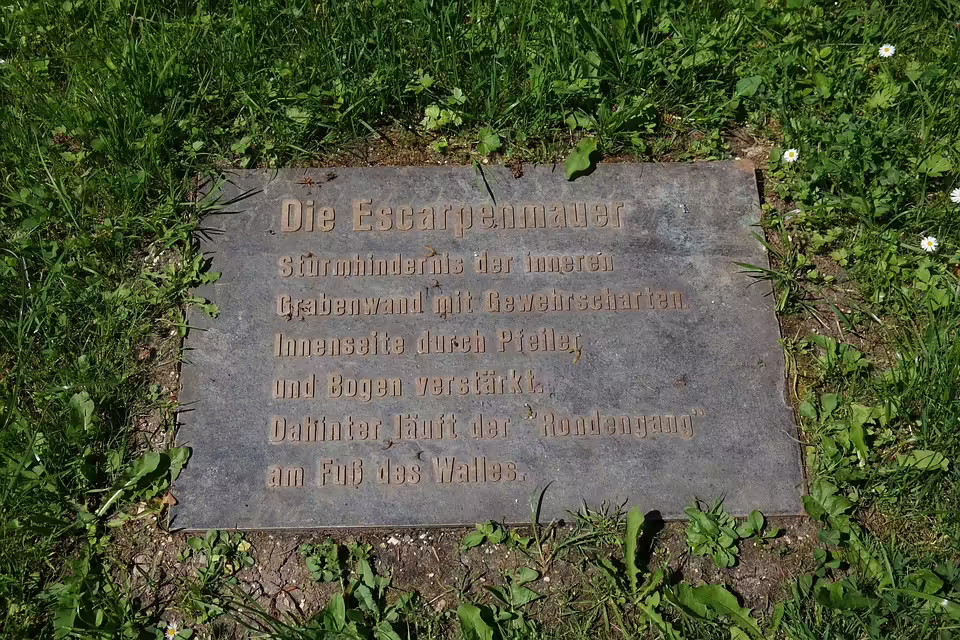 Die Escarpenmauer
Sturmhindernis der inneren
Grabenwand mit Gewehrscharten.
Innenseite durch Pfeiler
und Bogen verstärkt.
Dahinter läuft der "Rondengang"
am Fuß des Walles.